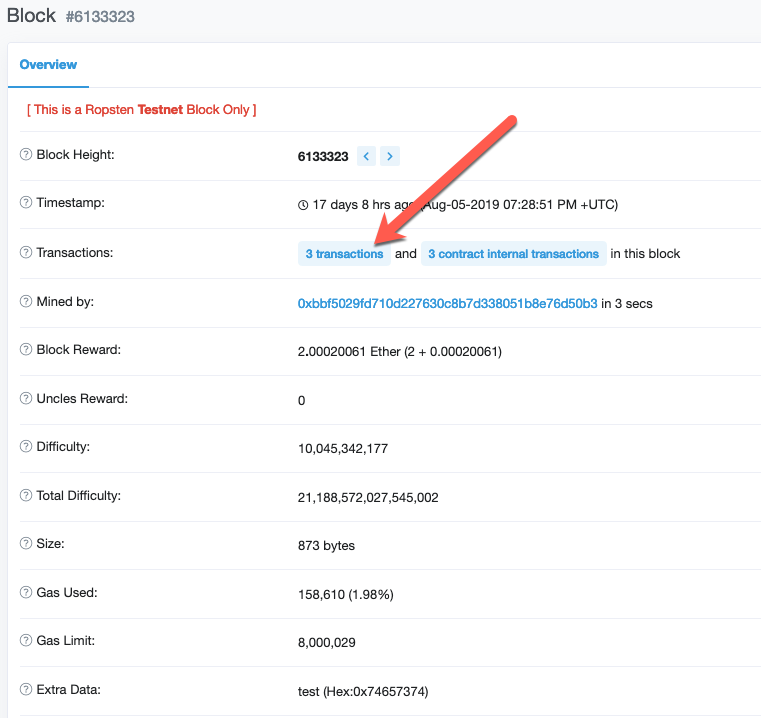 Block #6133323
Overview
[ This is a Ropsten Testnet Block Only ]
Block Height: 6133323
Timestamp: 17 days 8 hrs ago (Aug-05-2019 07:28:51 PM +UTC)
Transactions: 3 transactions and 3 contract internal transactions in this block
Mined by: 0xbbf5029fd710d227630c8b7d338051b8e76d50b3 in 3 secs
Block Reward: 2.00020061 Ether (2 + 0.00020061)
Uncles Reward: 0
Difficulty: 10,045,342,177
Total Difficulty: 21,188,572,027,545,002
Size: 873 bytes
Gas Used: 158,610 (1.98%)
Gas Limit: 8,000,029
Extra Data: test (Hex:0x74657374)